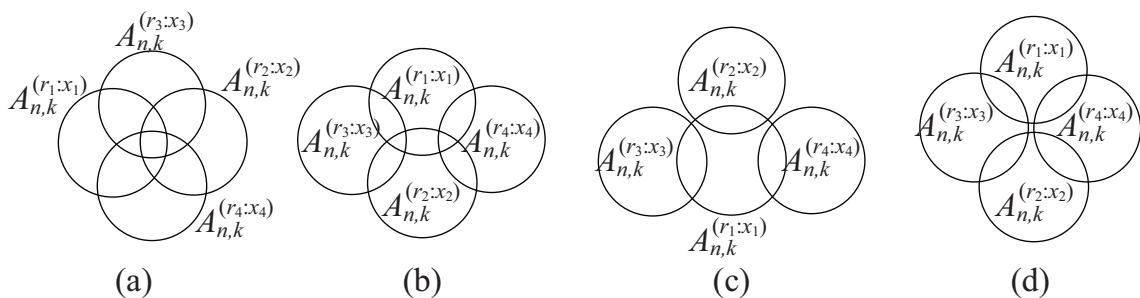 A_{n,k}^{(r_3:x_3)}
A_{n,k}^{(r_1:x_1)}
A_{n,k}^{(r_2:x_2)}
A_{n,k}^{(r_4:x_4)}
(a)
A_{n,k}^{(r_1:x_1)}
A_{n,k}^{(r_3:x_3)}
A_{n,k}^{(r_4:x_4)}
A_{n,k}^{(r_2:x_2)}
(b)
A_{n,k}^{(r_2:x_2)}
A_{n,k}^{(r_3:x_3)}
A_{n,k}^{(r_4:x_4)}
A_{n,k}^{(r_1:x_1)}
(c)
A_{n,k}^{(r_1:x_1)}
A_{n,k}^{(r_3:x_3)}
A_{n,k}^{(r_4:x_4)}
A_{n,k}^{(r_2:x_2)}
(d)